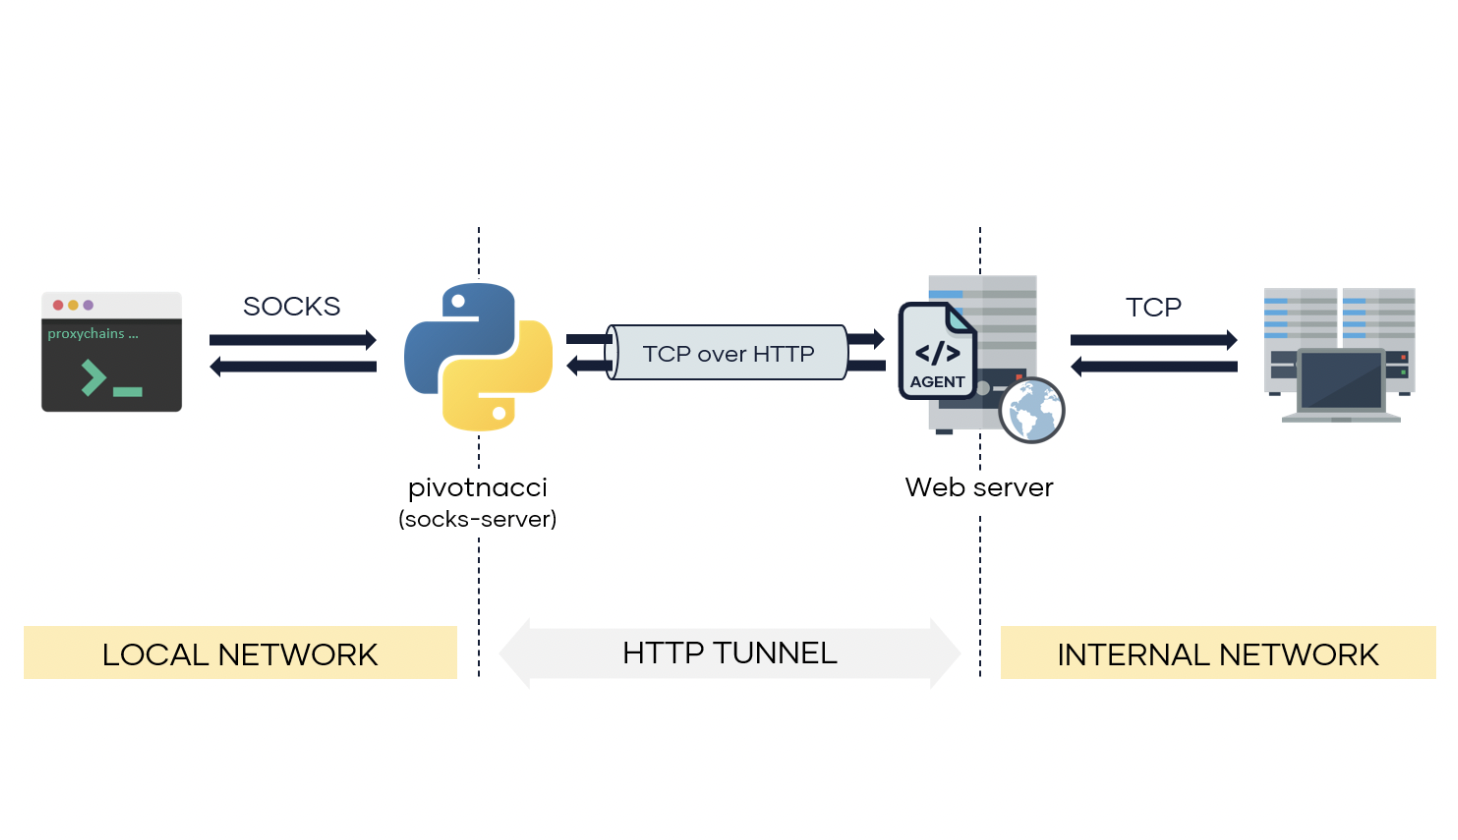 SOCKS
TCP
proxychains ...
TCP over HTTP
</>
AGENT
pivotnacci
(socks-server)
Web server
LOCAL NETWORK
HTTP TUNNEL
INTERNAL NETWORK